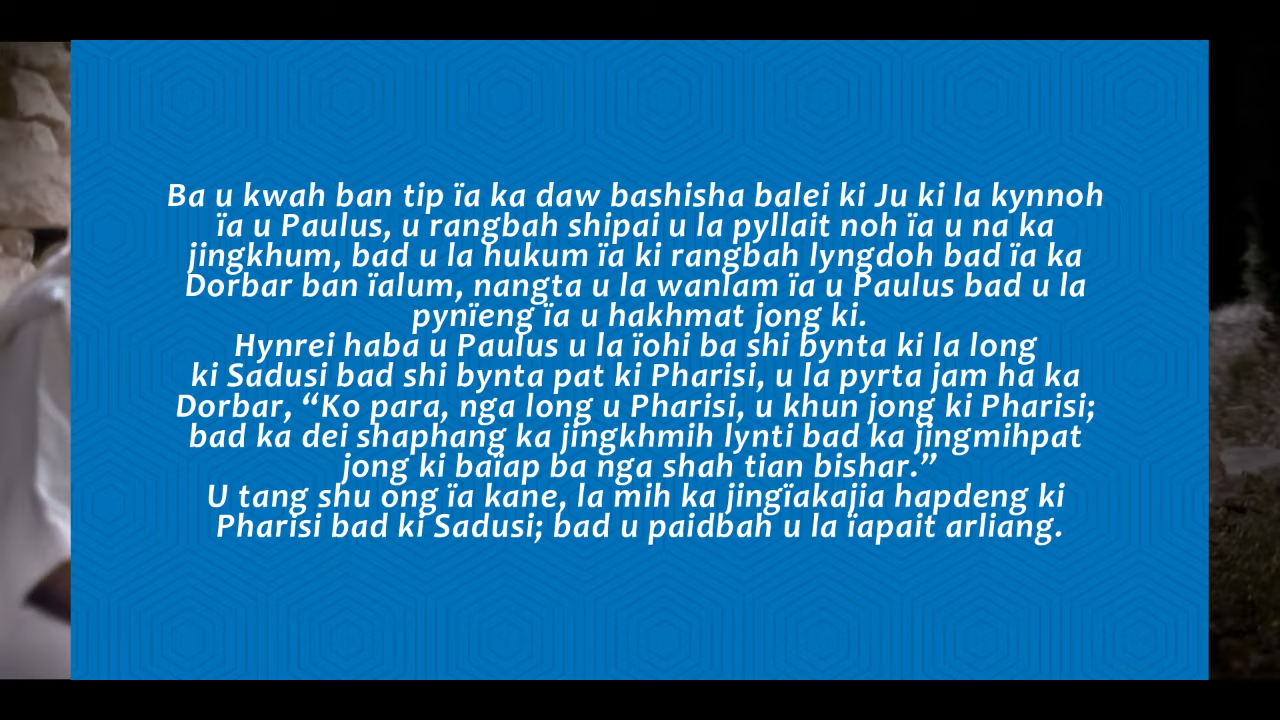 Ba u kwah ban tip ïa ka daw bashisha balei ki Ju ki la kynnoh
ïa u Paulus, u rangbah shipai u la pyllait noh ïa u na ka
jingkhum, bad u la hukum ïa ki rangbah lyngdoh bad ïa ka
Dorbar ban ïalum, nangta u la wanlam ïa u Paulus bad u la
pynïeng ïa u hakhmat jong ki.
Hynrei haba u Paulus u la ïohi ba shi bynta ki la long
ki Sadusi bad shi bynta pat ki Pharisi, u la pyrta jam ha ka
Dorbar, “Ko para, nga long u Pharisi, u khun jong ki Pharisi;
bad ka dei shaphang ka jingkhmih lynti bad ka jingmihpat
jong ki baïap ba nga shah tian bishar.”
U tang shu ong ïa kane, la mih ka jingïakajia hapdeng ki
Pharisi bad ki Sadusi; bad u paidbah u la ïapait arliang.